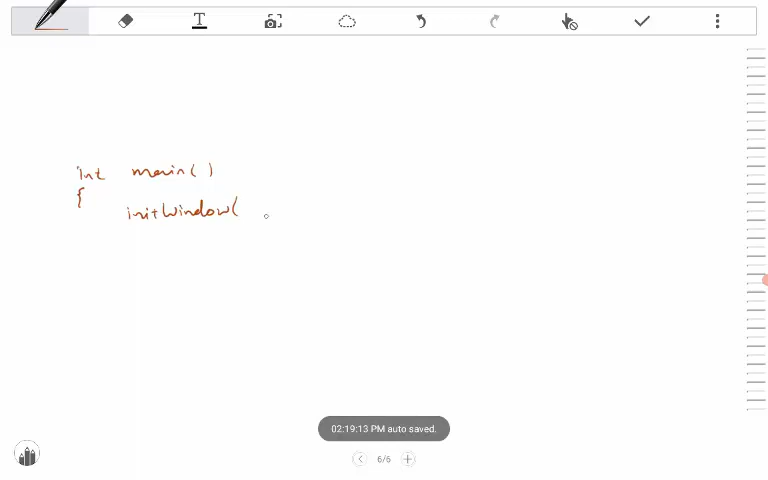 T
int main( )
{
initwindow(
02:19:13 PM auto saved.
6/6